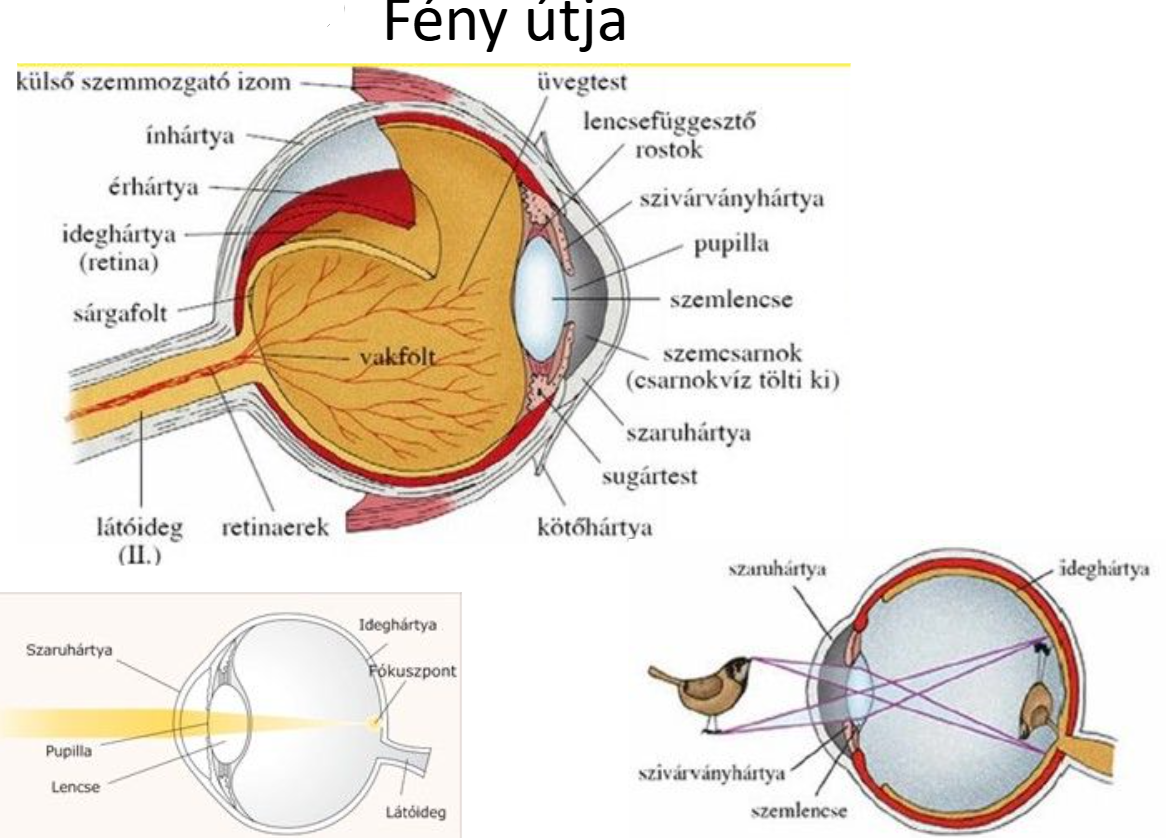 Fény útja
külső szemmozgató izom
ínhártya
érhártya
ideghártya
(retina)
sárgafolt
vakfolt
látóideg
(II.)
retinaerek
üvegtest
lencsefüggesztő
rostok
szivárványhártya
pupilla
szemlencse
szemcsarnok
(csarnokvíz tölti ki)
szaruhártya
sugártest
kötőhártya
Szaruhártya
Pupilla
Lencse
Ideghártya
Fókuszpont
Látóideg
szaruhártya
ideghártya
szivárványhártya
szemlencse